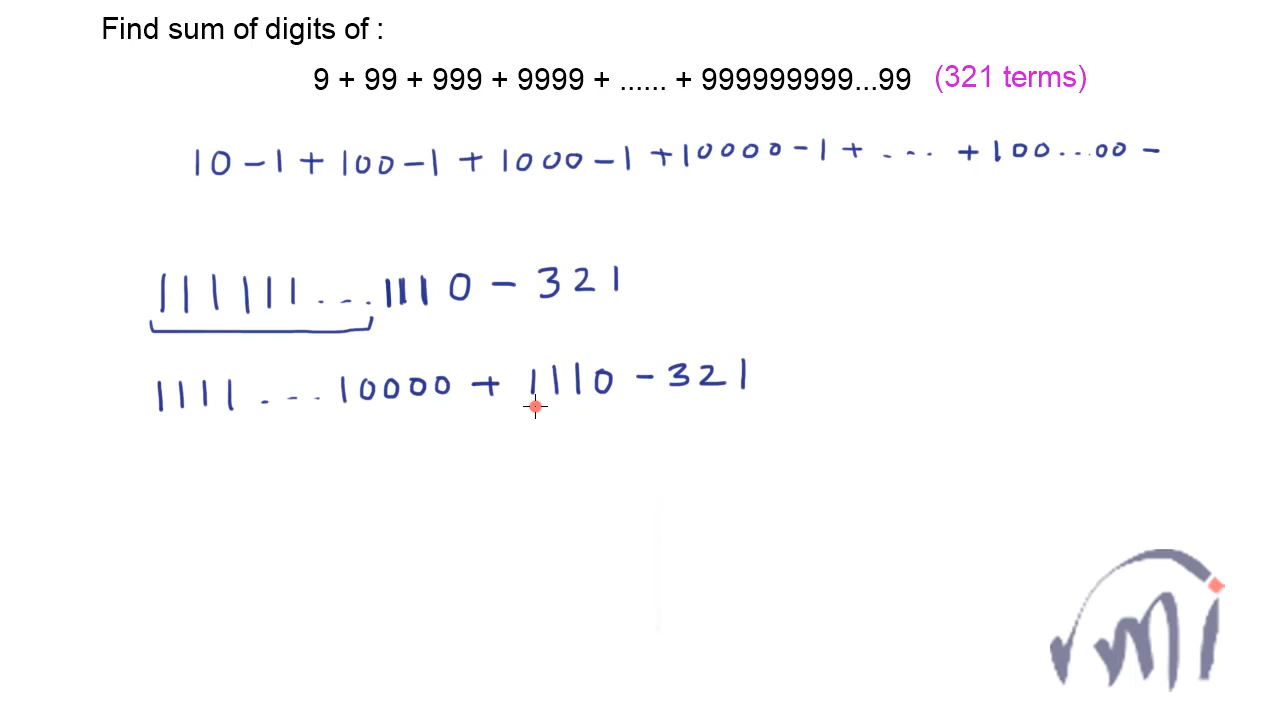 Find sum of digits of :
9 + 99 + 999 + 9999 + ...... + 999999999...99 (321 terms)
10 - 1 + 100 - 1 + 1000 - 1 + 10000 - 1 + .... + 100...00 -
111111...1110 - 321
1111...10000 + 1110 - 321
rmi